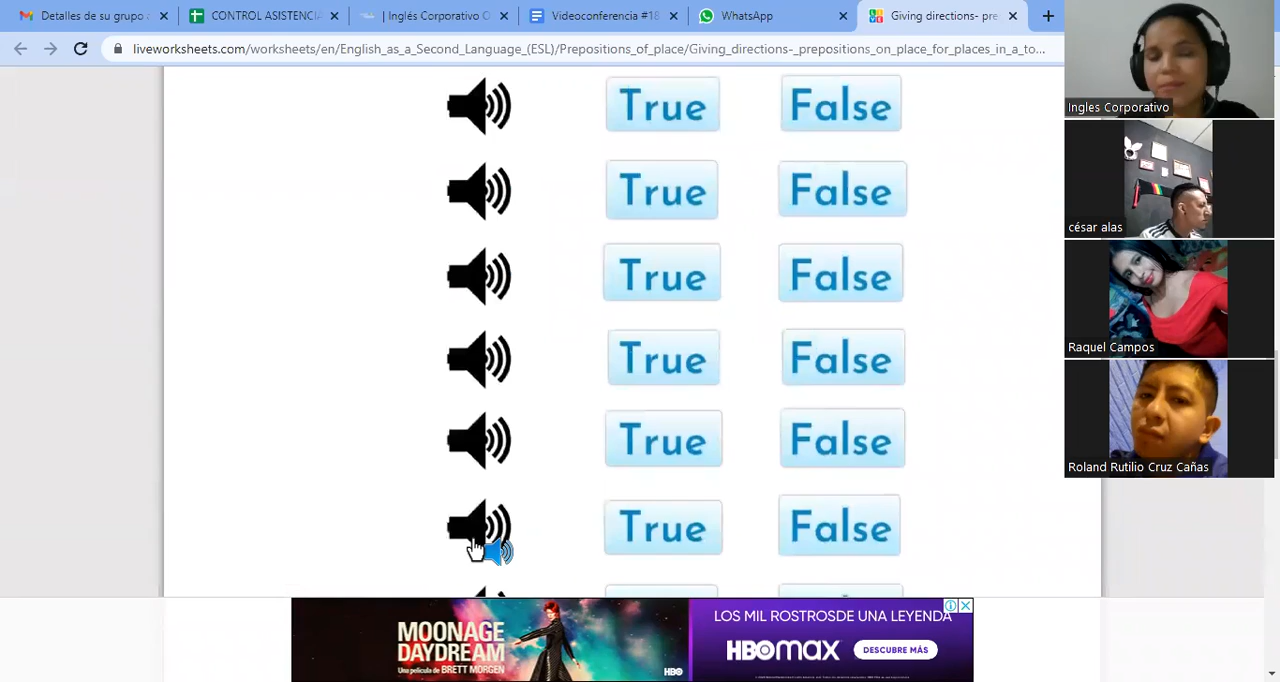 Detalles de su grupo
CONTROL ASISTENCIA
Inglés Corporativo
Videoconferencia #18
WhatsApp
Giving directions- pre
liveworksheets.com/worksheets/en/English_as_a_Second_Language_(ESL)/Prepositions_of_place/Giving_directions-_prepositions_on_place_for_places_in_a_to...
True False
True False
True False
True False
True False
True False
Ingles Corporativo
césar alas
Raquel Campos
Roland Rutilio Cruz Cañas
MOONAGE
DAYDREAM
Una película de BRETT MORGEN
HBO
LOS MIL ROSTROSDE UNA LEYENDA
HBOMAX
DESCUBRE MÁS